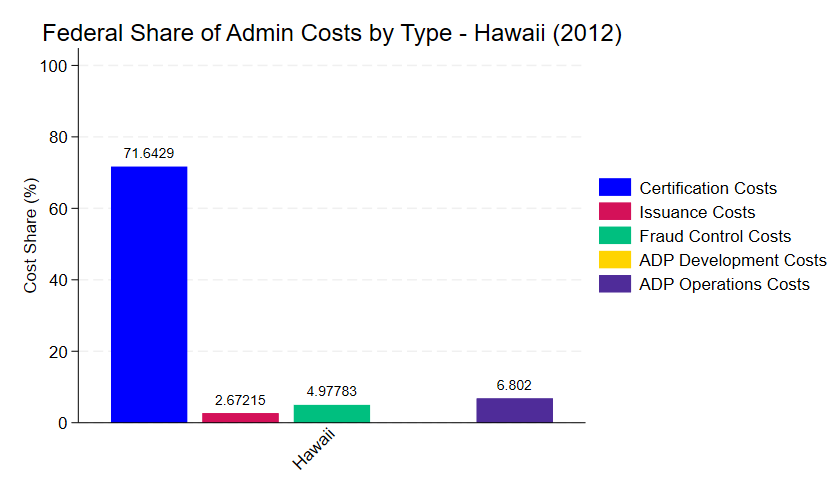 Federal Share of Admin Costs by Type - Hawaii (2012)
Cost Share (%)
100
80
60
40
20
0
71.6429
2.67215
4.97783
6.802
Hawaii
Certification Costs
Issuance Costs
Fraud Control Costs
ADP Development Costs
ADP Operations Costs